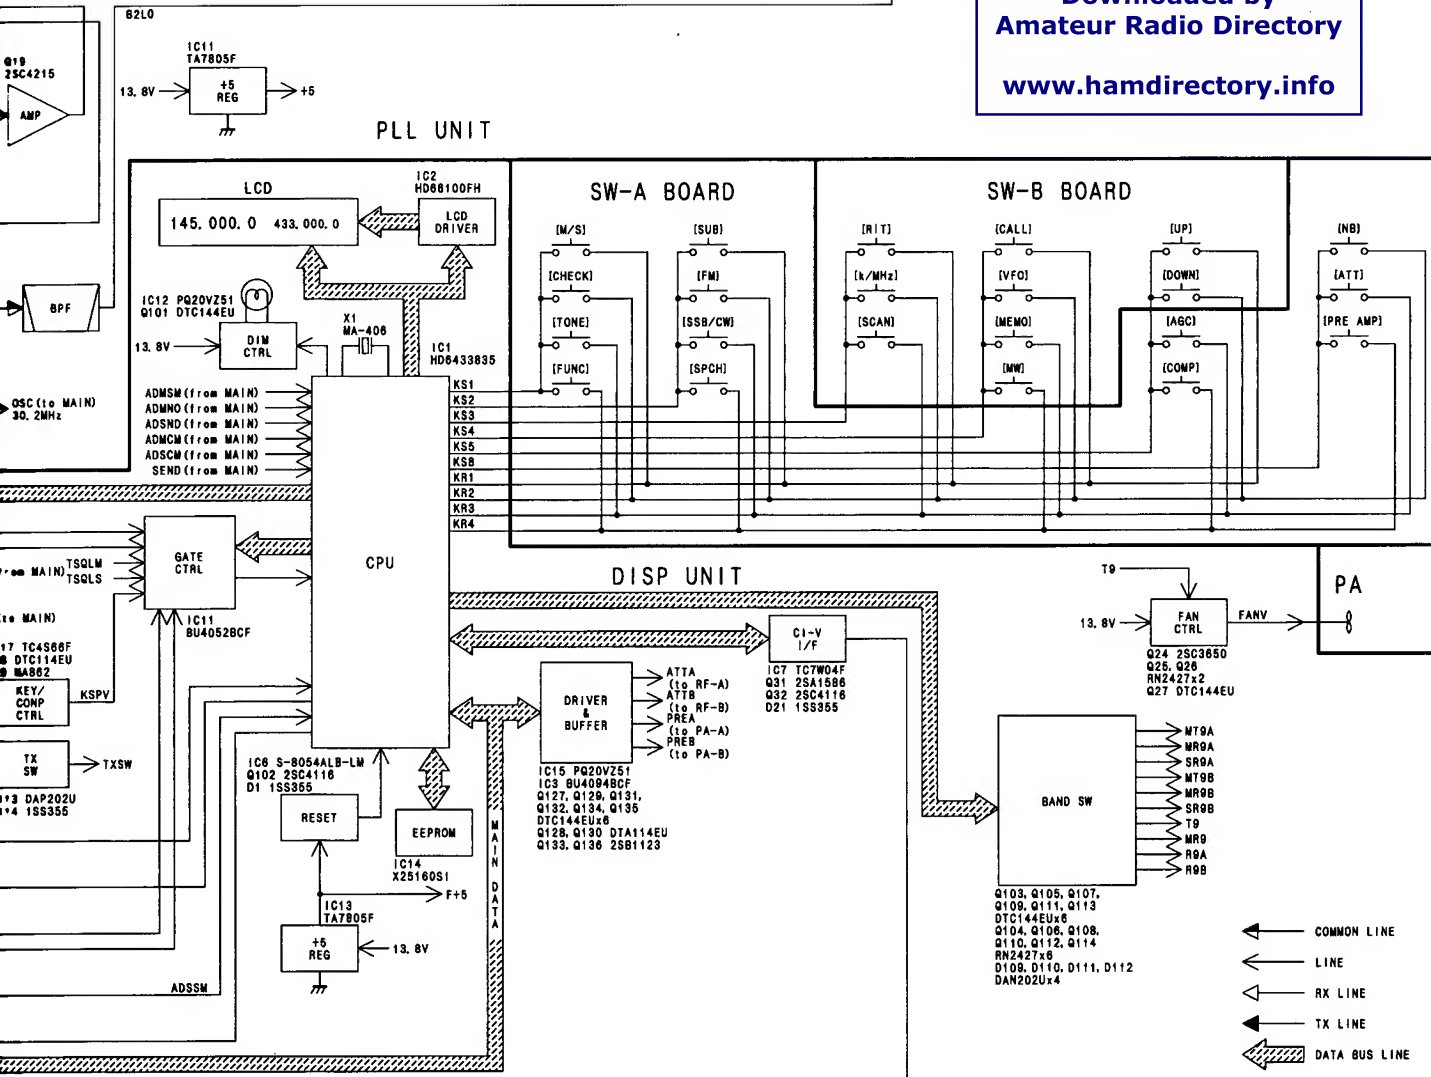 Downloaded by
Amateur Radio Directory
www.hamdirectory.info
B2LO
IC11
TA7805F
13.8V
+5
REG
+5
Q19
2SC4215
AMP
PLL UNIT
BPF
OSC(to MAIN)
30.2MHz
LCD
145.000.0 433.000.0
IC2
HD66100FH
LCD
DRIVER
IC12 PQ20VZ51
Q101 DTC144EU
13.8V
DIM
CTRL
X1
MA-406
IC1
HD6433835
ADMSM(from MAIN)
ADMNO(from MAIN)
ADSND(from MAIN)
ADMCM(from MAIN)
ADSCM(from MAIN)
SEND(from MAIN)
KS1
KS2
KS3
KS4
KS5
KS6
KR1
KR2
KR3
KR4
SW-A BOARD
[M/S]
[CHECK]
[TONE]
[FUNC]
[SUB]
[FM]
[SSB/CW]
[SPCH]
SW-B BOARD
[RIT]
[k/MHz]
[SCAN]
[CALL]
[VFO]
[MEMO]
[MW]
[UP]
[DOWN]
[AGC]
[COMP]
[NB]
[ATT]
[PRE AMP]
CPU
GATE
CTRL
TSQLM
TSQLS
IC11
BU4052BCF
DISP UNIT
CI-V
I/F
IC7 TC7W04F
Q31 2SA1586
Q32 2SC4116
D21 1SS355
T9
13.8V
FAN
CTRL
FANV
PA
Q24 2SC3650
Q25, Q26
RN2427x2
Q27 DTC144EU
KEY/
CONP
CTRL
KSPV
TX
SW
TXSW
DRIVER
&
BUFFER
ATTA
(to RF-A)
ATTB
(to RF-B)
PREA
(to PA-A)
PREB
(to PA-B)
IC15 PQ20VZ51
IC3 BU4094BCF
Q127, Q129, Q131,
Q132, Q134, Q135
DTC144EUx6
Q128, Q130 DTA114EU
Q133, Q136 2SB1123
IC6 S-8054ALB-LM
Q102 2SC4116
D1 1SS355
RESET
EEPROM
IC14
X25160SI
F+5
IC13
TA7805F
+5
REG
13.8V
MAIN DATA
ADSSM
BAND SW
MT9A
MR9A
SR9A
MT9B
MR9B
SR9B
T9
MR9
R9A
R9B
Q103, Q105, Q107,
Q109, Q111, Q113
DTC144EUx6
Q104, Q106, Q108,
Q110, Q112, Q114
RN2427x6
D109, D110, D111, D112
DAN202Ux4
COMMON LINE
LINE
RX LINE
TX LINE
DATA BUS LINE